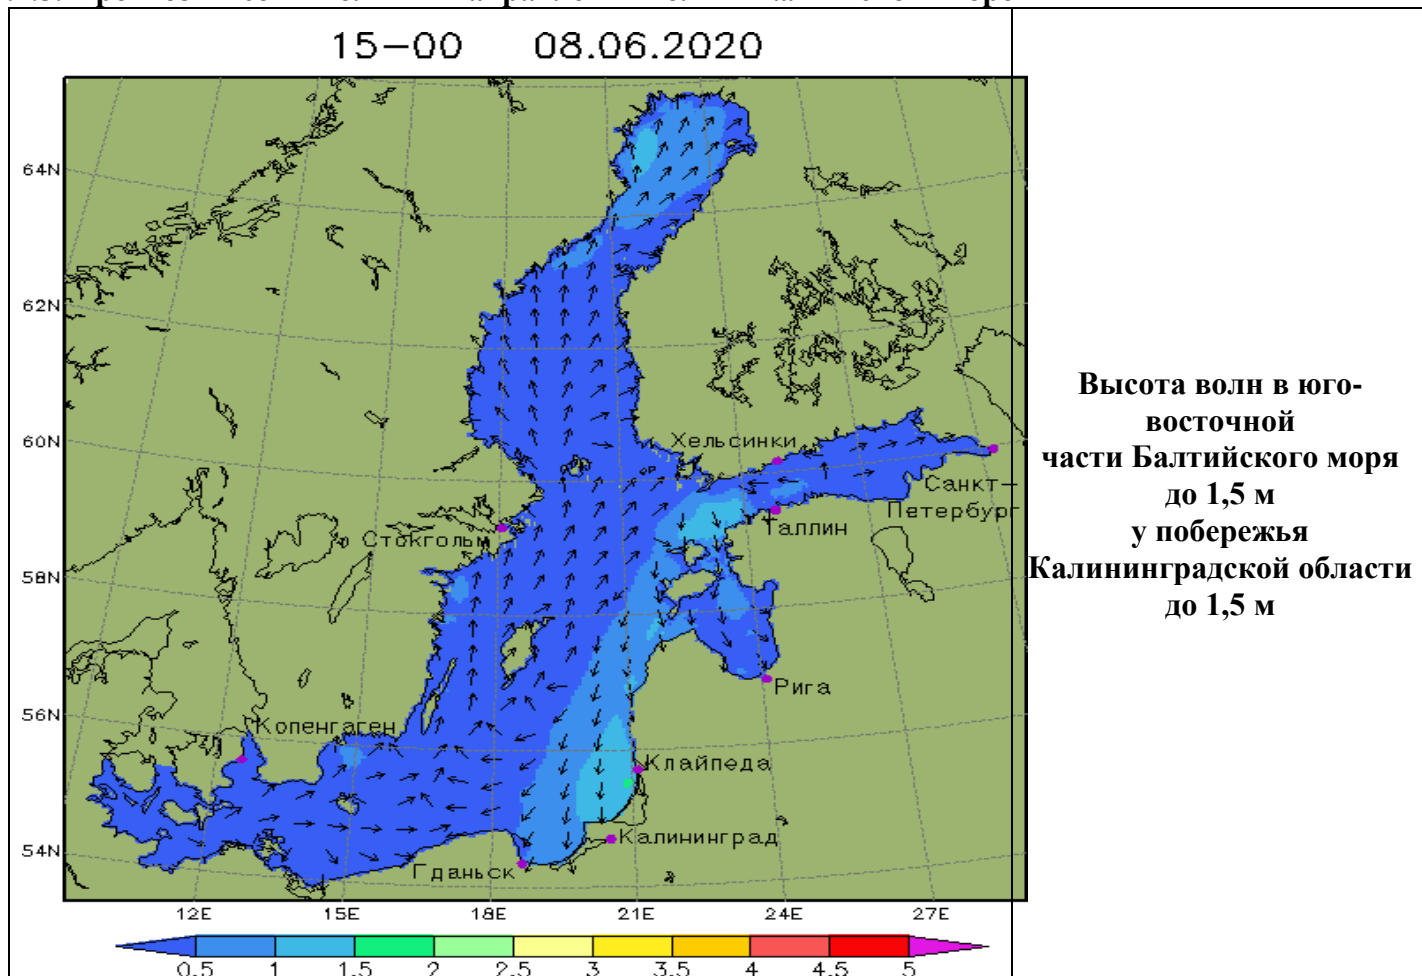 15-00 08.06.2020
64N
62N
60N
58N
56N
54N
Хельсинки
Санкт-
Петербург
Таллин
Стокгольм
Рига
Копенгаген
Клайпеда
Калининград
Гданьск
12E 15E 18E 21E 24E 27E
0.5 1 1.5 2 2.5 3 3.5 4 4.5 5
Высота волн в юго-
восточной
части Балтийского моря
до 1,5 м
у побережья
Калининградской области
до 1,5 м